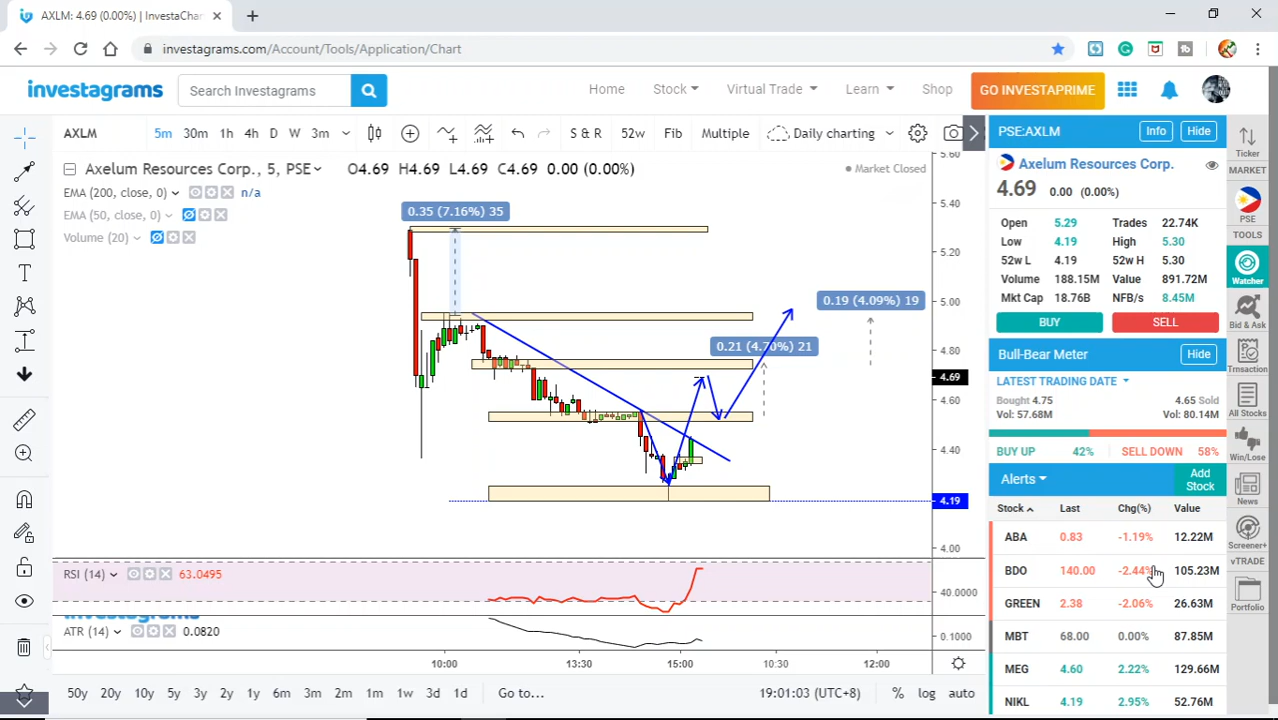 AXLM: 4.69 (0.00%) | InvestaChar
investagrams.com/Account/Tools/Application/Chart
investagrams
Search Investagrams
Home
Stock
Virtual Trade
Learn
Shop
GO INVESTAPRIME
AXLM
5m 30m 1h 4h D W 3m
S & R 52w Fib Multiple
Daily charting
Axelum Resources Corp., 5, PSE
O4.69 H4.69 L4.69 C4.69 0.00 (0.00%)
Market Closed
EMA (200, close, 0) n/a
EMA (50, close, 0)
Volume (20)
0.35 (7.16%) 35
0.19 (4.09%) 19
0.21 (4.70%) 21
5.60
5.40
5.20
5.00
4.80
4.69
4.60
4.40
4.19
4.00
RSI (14) 63.0495
40.0000
investagrams
ATR (14) 0.0820
0.1000
10:00 13:30 15:00 10:30 12:00
50y 20y 10y 5y 3y 2y 1y 6m 3m 2m 1m 1w 3d 1d Go to...
19:01:03 (UTC+8) % log auto
PSE:AXLM Info Hide
Axelum Resources Corp.
4.69 0.00 (0.00%)
Open 5.29 Trades 22.74K
Low 4.19 High 5.30
52w L 4.19 52w H 5.30
Volume 188.15M Value 891.72M
Mkt Cap 18.76B NFB/s 8.45M
BUY SELL
Bull-Bear Meter Hide
LATEST TRADING DATE
Bought 4.75 4.65 Sold
Vol: 57.68M Vol: 80.14M
BUY UP 42% SELL DOWN 58%
Alerts Add Stock
Stock Last Chg(%) Value
ABA 0.83 -1.19% 12.22M
BDO 140.00 -2.44% 105.23M
GREEN 2.38 -2.06% 26.63M
MBT 68.00 0.00% 87.85M
MEG 4.60 2.22% 129.66M
NIKL 4.19 2.95% 52.76M
Ticker
MARKET
PSE
TOOLS
Watcher
Bid & Ask
Trnsaction
All Stocks
Win/Lose
News
Screener+
vTRADE
Portfolio